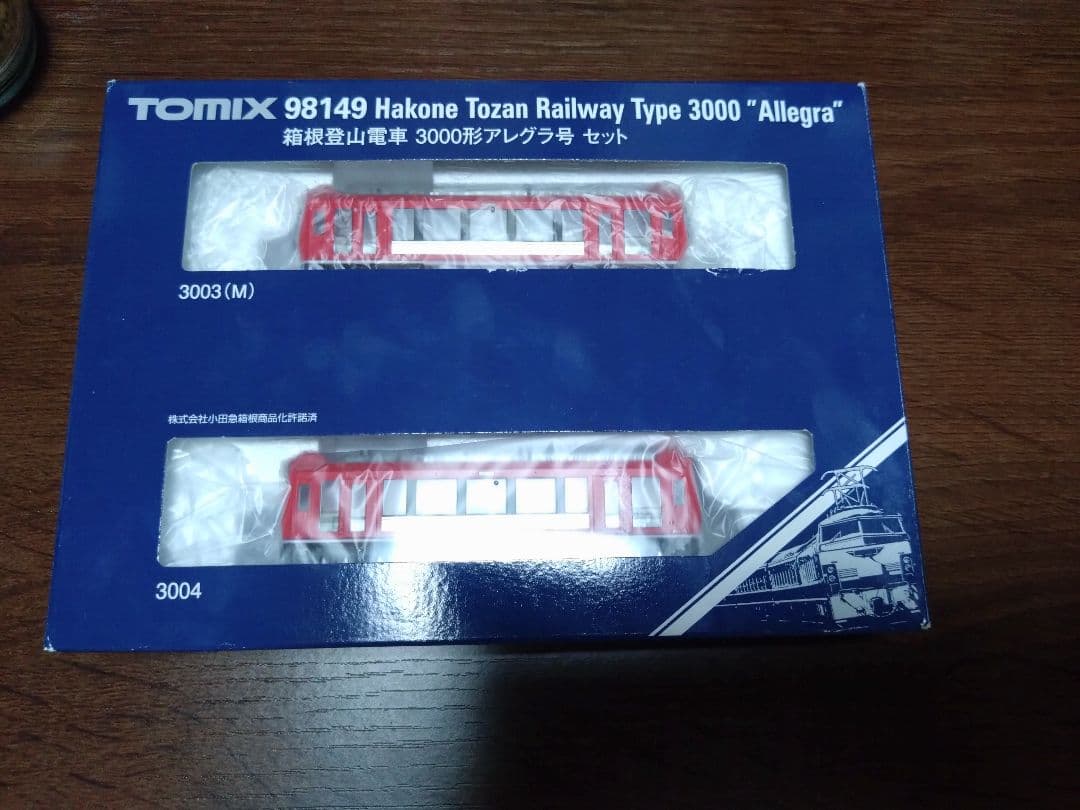 TOMIX 98149 Hakone Tozan Railway Type 3000 "Allegra"
箱根登山電車 3000形アレグラ号 セット
3003(M)
株式会社小田急箱根商品化許諾済
3004